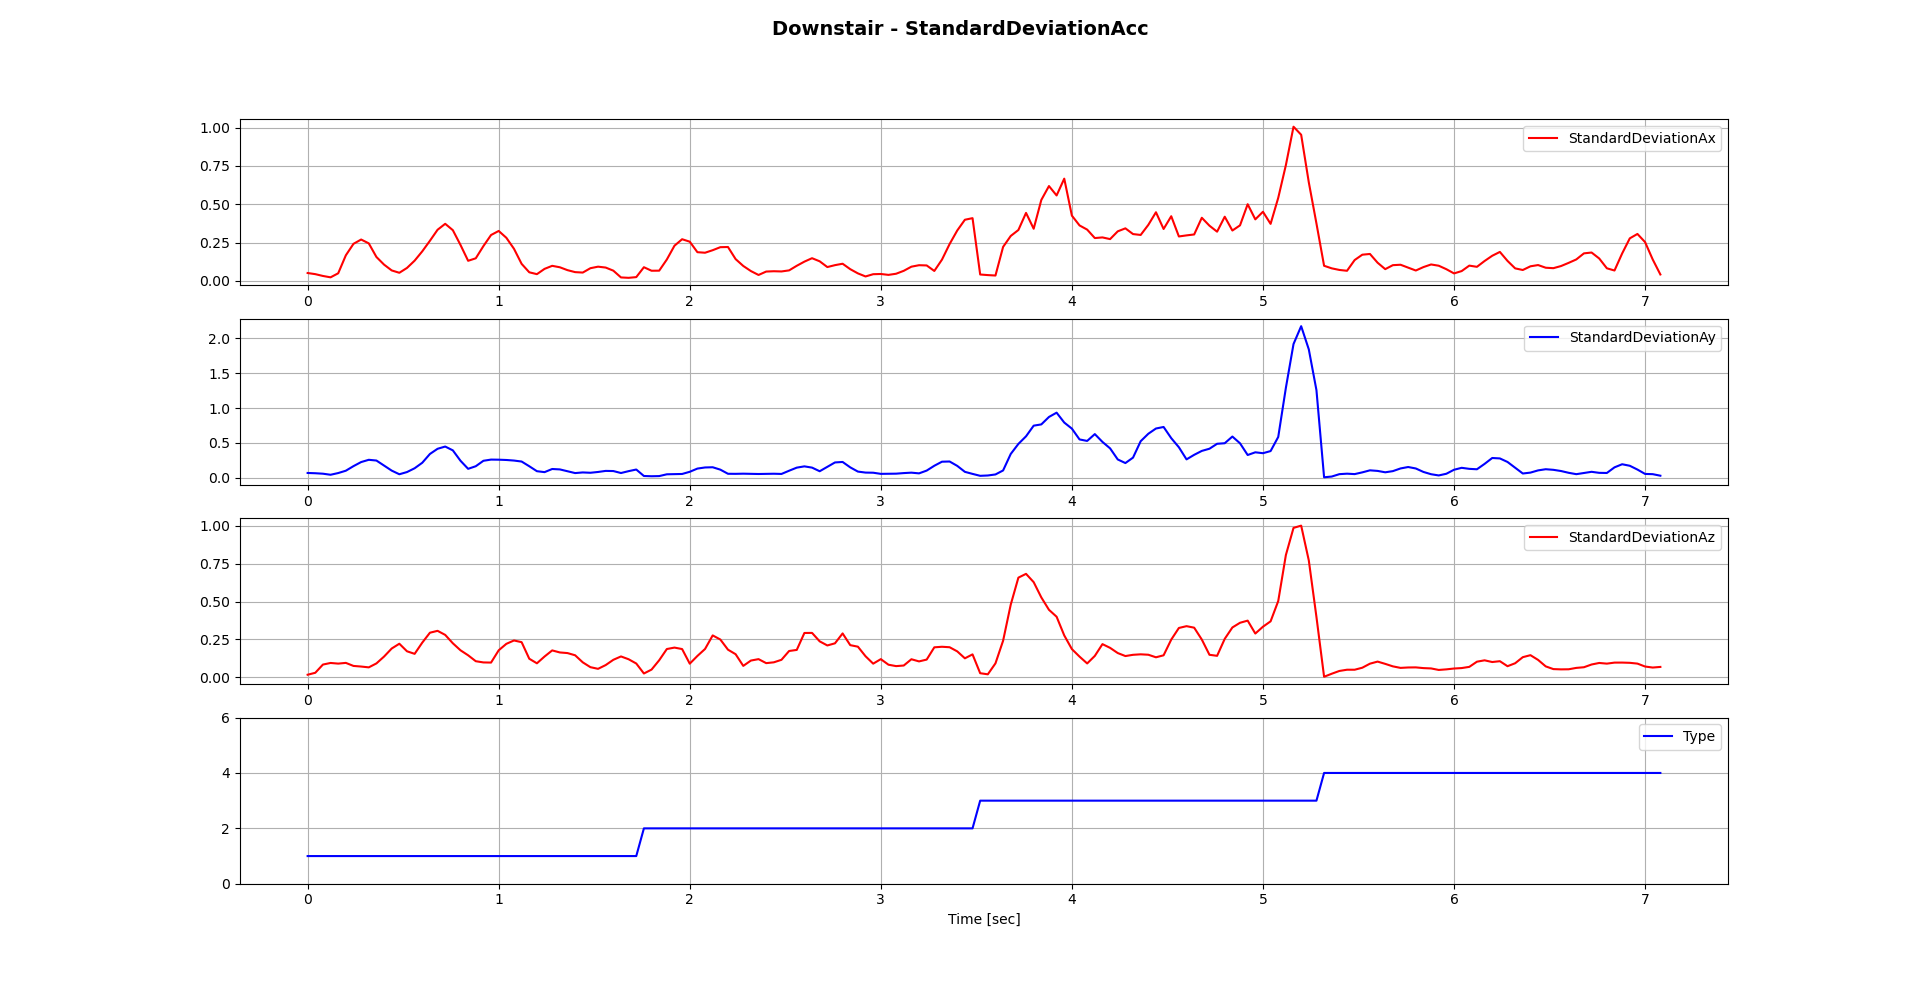 Downstair - StandardDeviationAcc
1.00
0.75
0.50
0.25
0.00
StandardDeviationAx
0 1 2 3 4 5 6 7
2.0
1.5
1.0
0.5
0.0
StandardDeviationAy
0 1 2 3 4 5 6 7
1.00
0.75
0.50
0.25
0.00
StandardDeviationAz
0 1 2 3 4 5 6 7
6
4
2
0
Type
0 1 2 3 4 5 6 7
Time [sec]